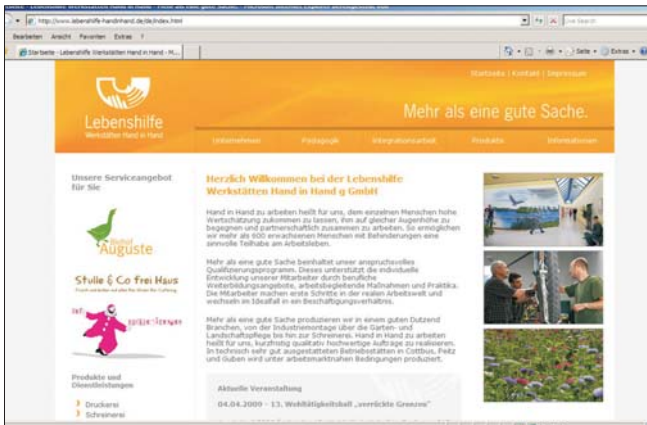 http://www.lebenshilfe-handinhand.de/de/index.html
Live Search
Bearbeiten Ansicht Favoriten Extras ?
Startseite - Lebenshilfe Werkstätten Hand in Hand - M...
Seite
Extras
Startseite | Kontakt | Impressum
Lebenshilfe
Werkstätten Hand in Hand
Mehr als eine gute Sache.
Unternehmen Pädagogik Integrationsarbeit Produkte Informationen
Unsere Serviceangebot
für Sie
Biohof
Auguste
Stulle & Co Frei Haus
Produkte und
Dienstleistungen
Druckerei
Schreinerei
Herzlich Willkommen bei der Lebenshilfe
Werkstätten Hand in Hand g GmbH
Hand in Hand zu arbeiten heißt für uns, dem einzelnen Menschen hohe
Wertschätzung zukommen zu lassen, ihm auf gleicher Augenhöhe zu
begegnen und partnerschaftlich zusammen zu arbeiten. So ermöglichen
wir mehr als 600 erwachsenen Menschen mit Behinderungen eine
sinnvolle Teilhabe am Arbeitsleben.
Mehr als eine gute Sache beinhaltet unser anspruchsvolles
Qualifizierungsprogramm. Dieses unterstützt die individuelle
Entwicklung unserer Mitarbeiter durch berufliche
Weiterbildungsangebote, arbeitsbegleitende Maßnahmen und Praktika.
Die Mitarbeiter machen erste Schritte in der realen Arbeitswelt und
wechseln im Idealfall in ein Beschäftigungsverhältnis.
Mehr als eine gute Sache produzieren wir in einem guten Dutzend
Branchen, von der Industriemontage über die Garten- und
Landschaftspflege bis hin zur Schreinerei. Hand in Hand zu arbeiten
heißt für uns, kurzfristig qualitativ hochwertige Aufträge zu realisieren.
In technisch sehr gut ausgestatteten Betriebsstätten in Cottbus, Peitz
und Guben wird unter arbeitsmarktnahen Bedingungen produziert.
Aktuelle Veranstaltung
04.04.2009 - 13. Wohltätigkeitsball „verrückte Grenzen"